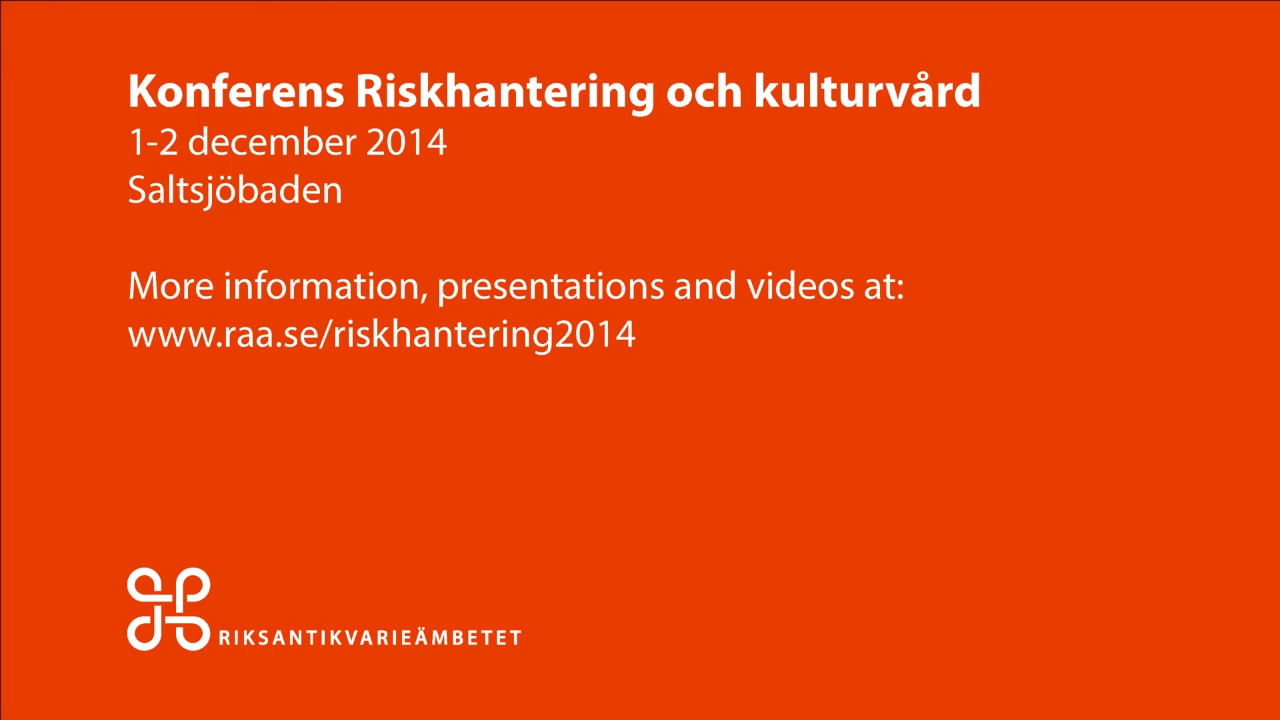 Konferens Riskhantering och kulturvård
1-2 december 2014
Saltsjöbaden
More information, presentations and videos at:
www.raa.se/riskhantering2014
RIKSANTIKVARIEÄMBETET